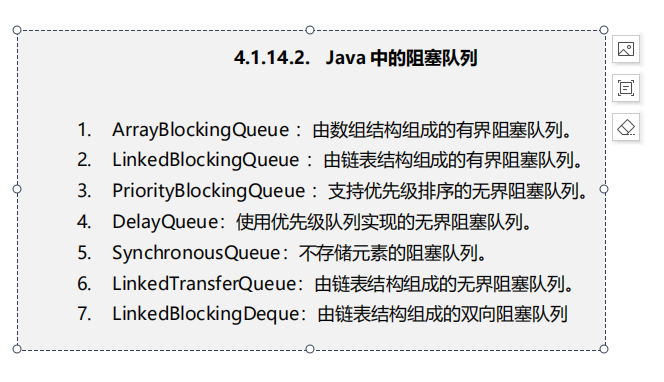 4.1.14.2. Java 中的阻塞队列
1. ArrayBlockingQueue ：由数组结构组成的有界阻塞队列。
2. LinkedBlockingQueue ：由链表结构组成的有界阻塞队列。
3. PriorityBlockingQueue ：支持优先级排序的无界阻塞队列。
4. DelayQueue：使用优先级队列实现的无界阻塞队列。
5. SynchronousQueue：不存储元素的阻塞队列。
6. LinkedTransferQueue：由链表结构组成的无界阻塞队列。
7. LinkedBlockingDeque：由链表结构组成的双向阻塞队列